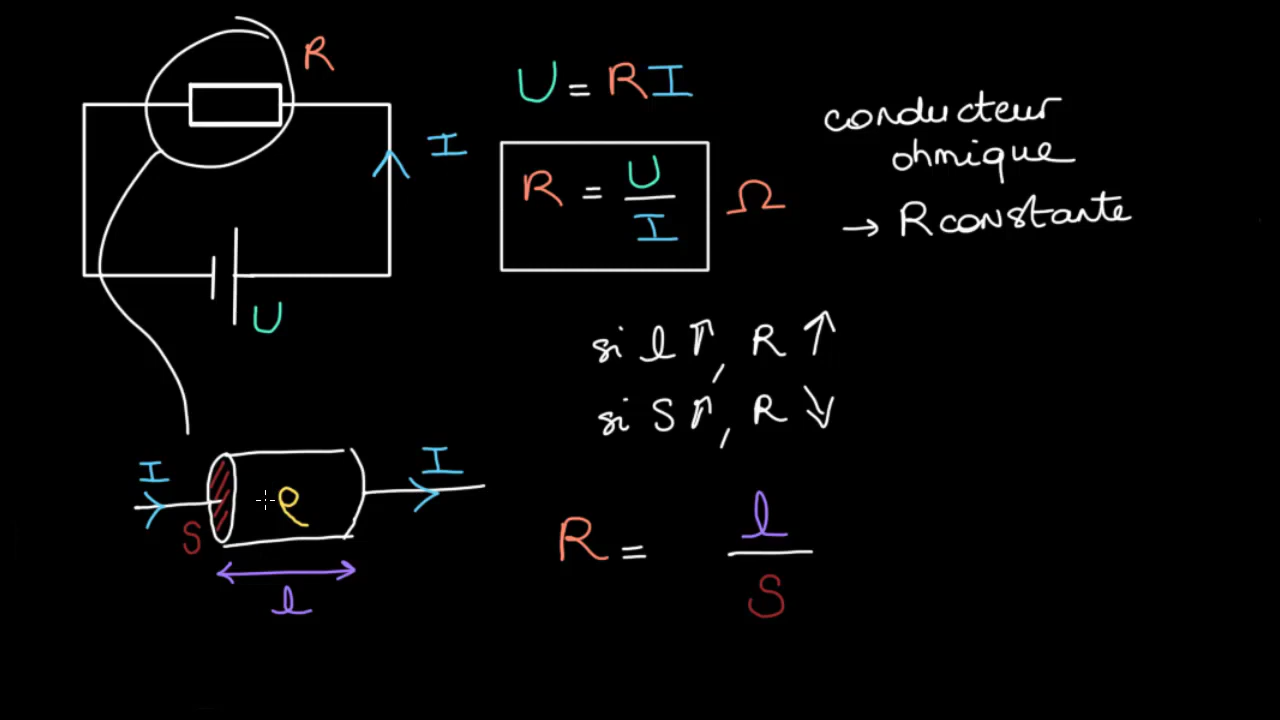 R
I
U
U = RI
R = U/I Ω
conducteur
ohmique
→ R constante
si l ↑, R ↑
si S ↑, R ↓
I
I
ρ
S
l
R = l/S